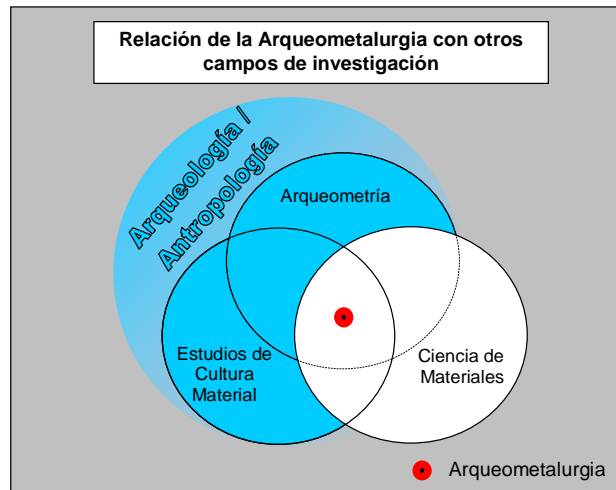 Relación de la Arqueometalurgia con otros
campos de investigación
Arqueología /
Antropología
Arqueometría
Estudios de
Cultura
Material
Ciencia de
Materiales
Arqueometalurgia